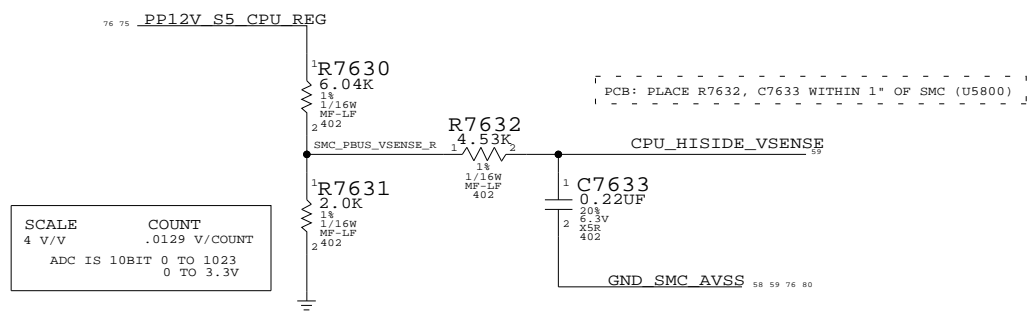 76 75 PP12V_S5_CPU_REG
1 R7630
6.04K
1%
1/16W
MF-LF
402
2
PCB: PLACE R7632, C7633 WITHIN 1" OF SMC (U5800)
SMC_PBUS_VSENSE_R
R7632
1 4.53K 2
1%
1/16W
MF-LF
402
CPU_HISIDE_VSENSE
59
1 R7631
2.0K
1%
1/16W
MF-LF
2 402
1 C7633
0.22UF
20%
2 6.3V
X5R
402
SCALE COUNT
4 V/V .0129 V/COUNT
ADC IS 10BIT 0 TO 1023
0 TO 3.3V
GND_SMC_AVSS 58 59 76 80